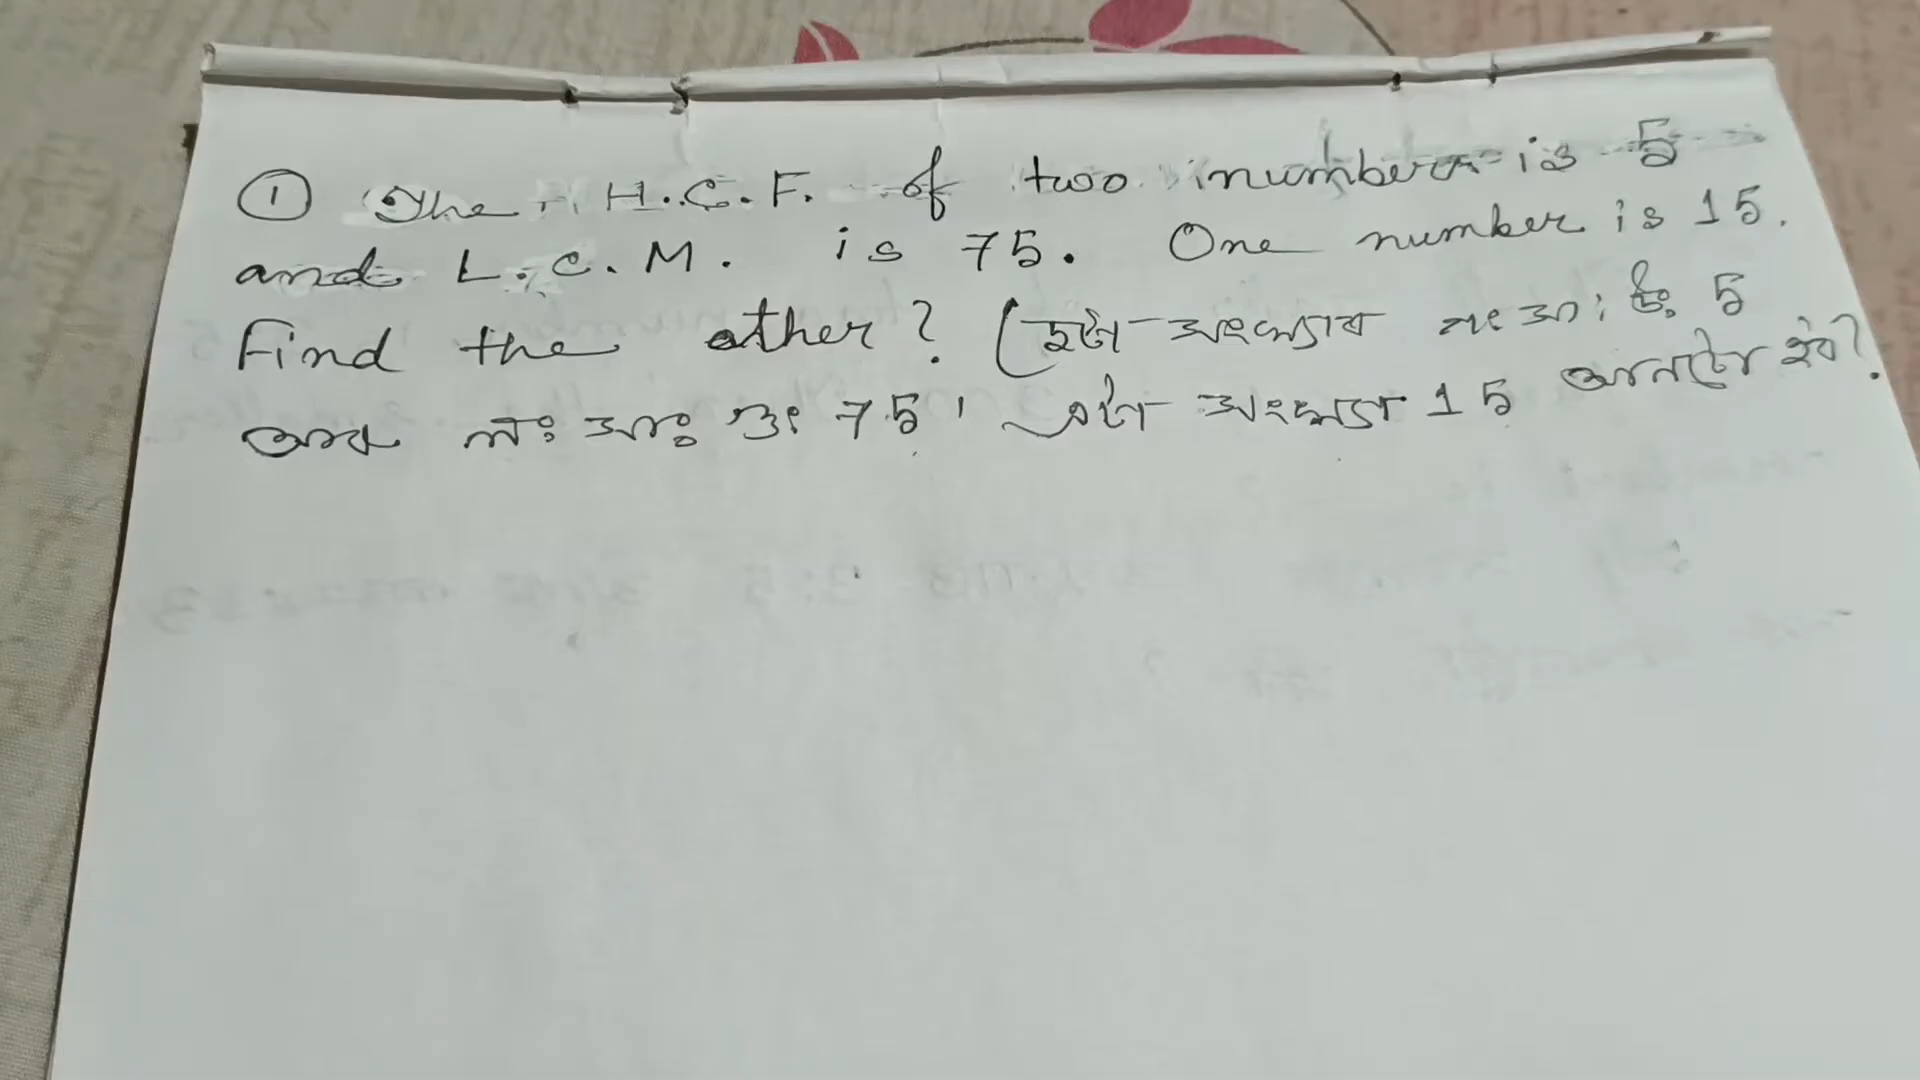 ① The H.C.F. of two numbers is 5
and L.C.M. is 75. One number is 15.
Find the other? (দুটা সংখ্যাৰ গঃ সাঃ উঃ 5
আৰু লঃ সাঃ গুঃ 75। এটা সংখ্যা 15 আনটো হব?